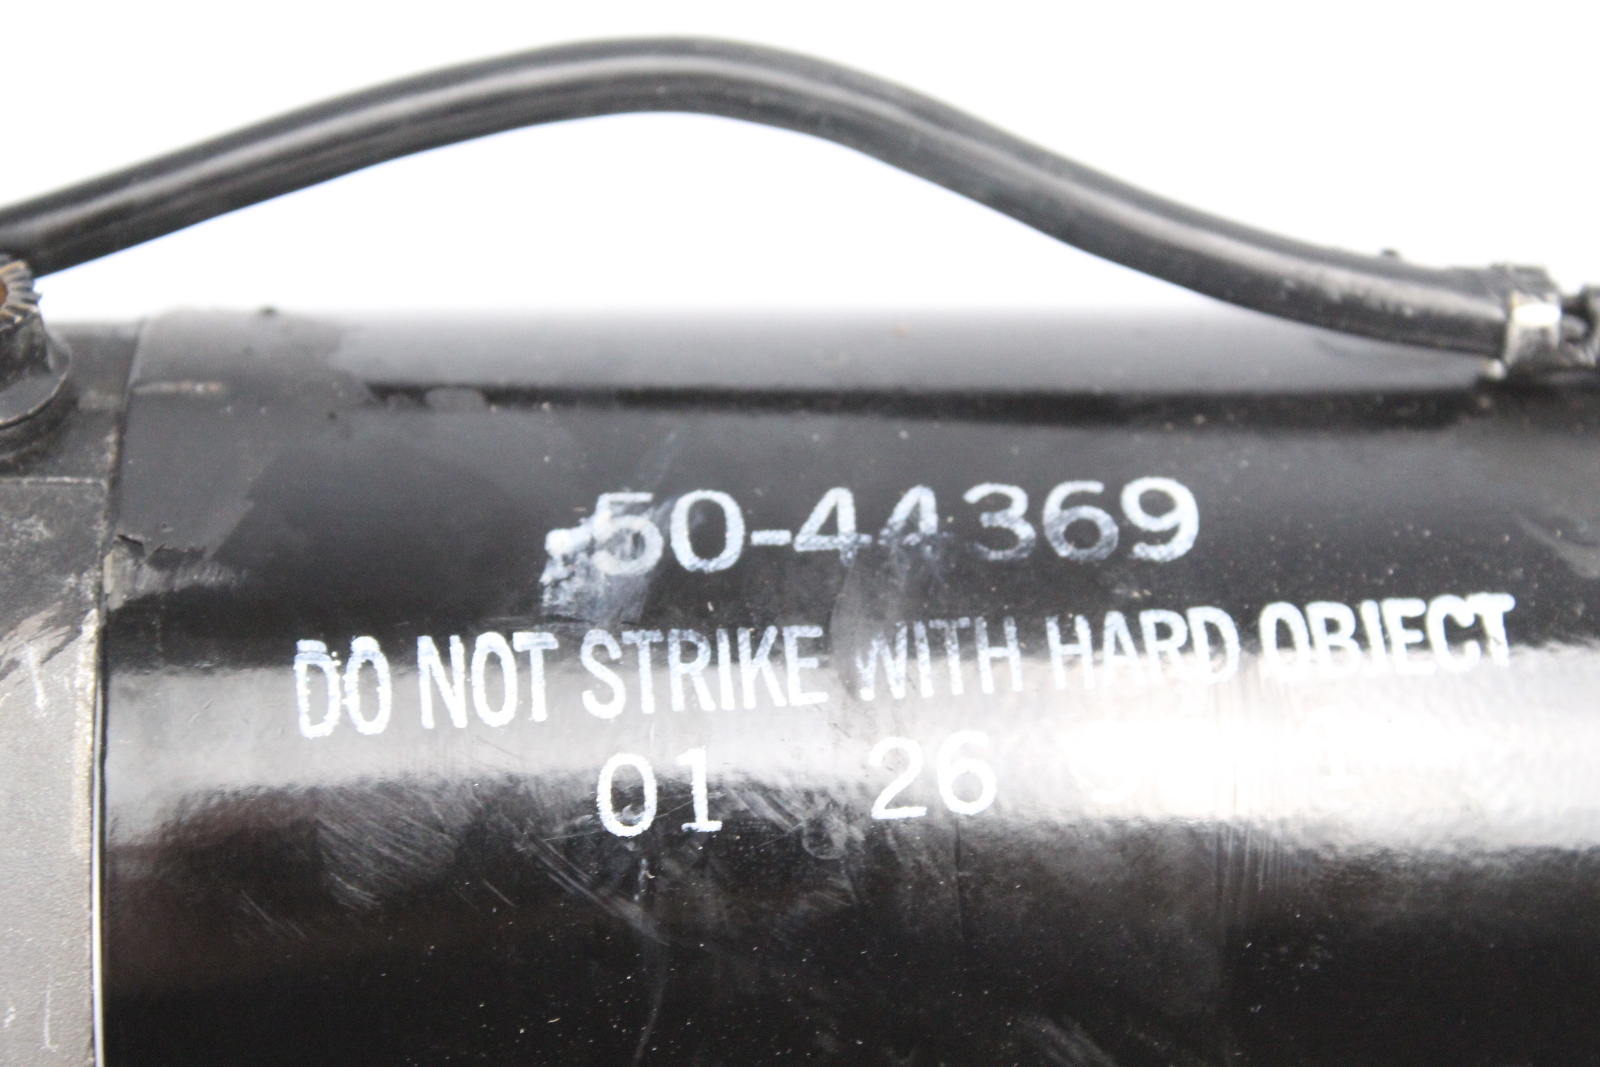 50-44369
DO NOT STRIKE WITH HARD OBJECT
01 26